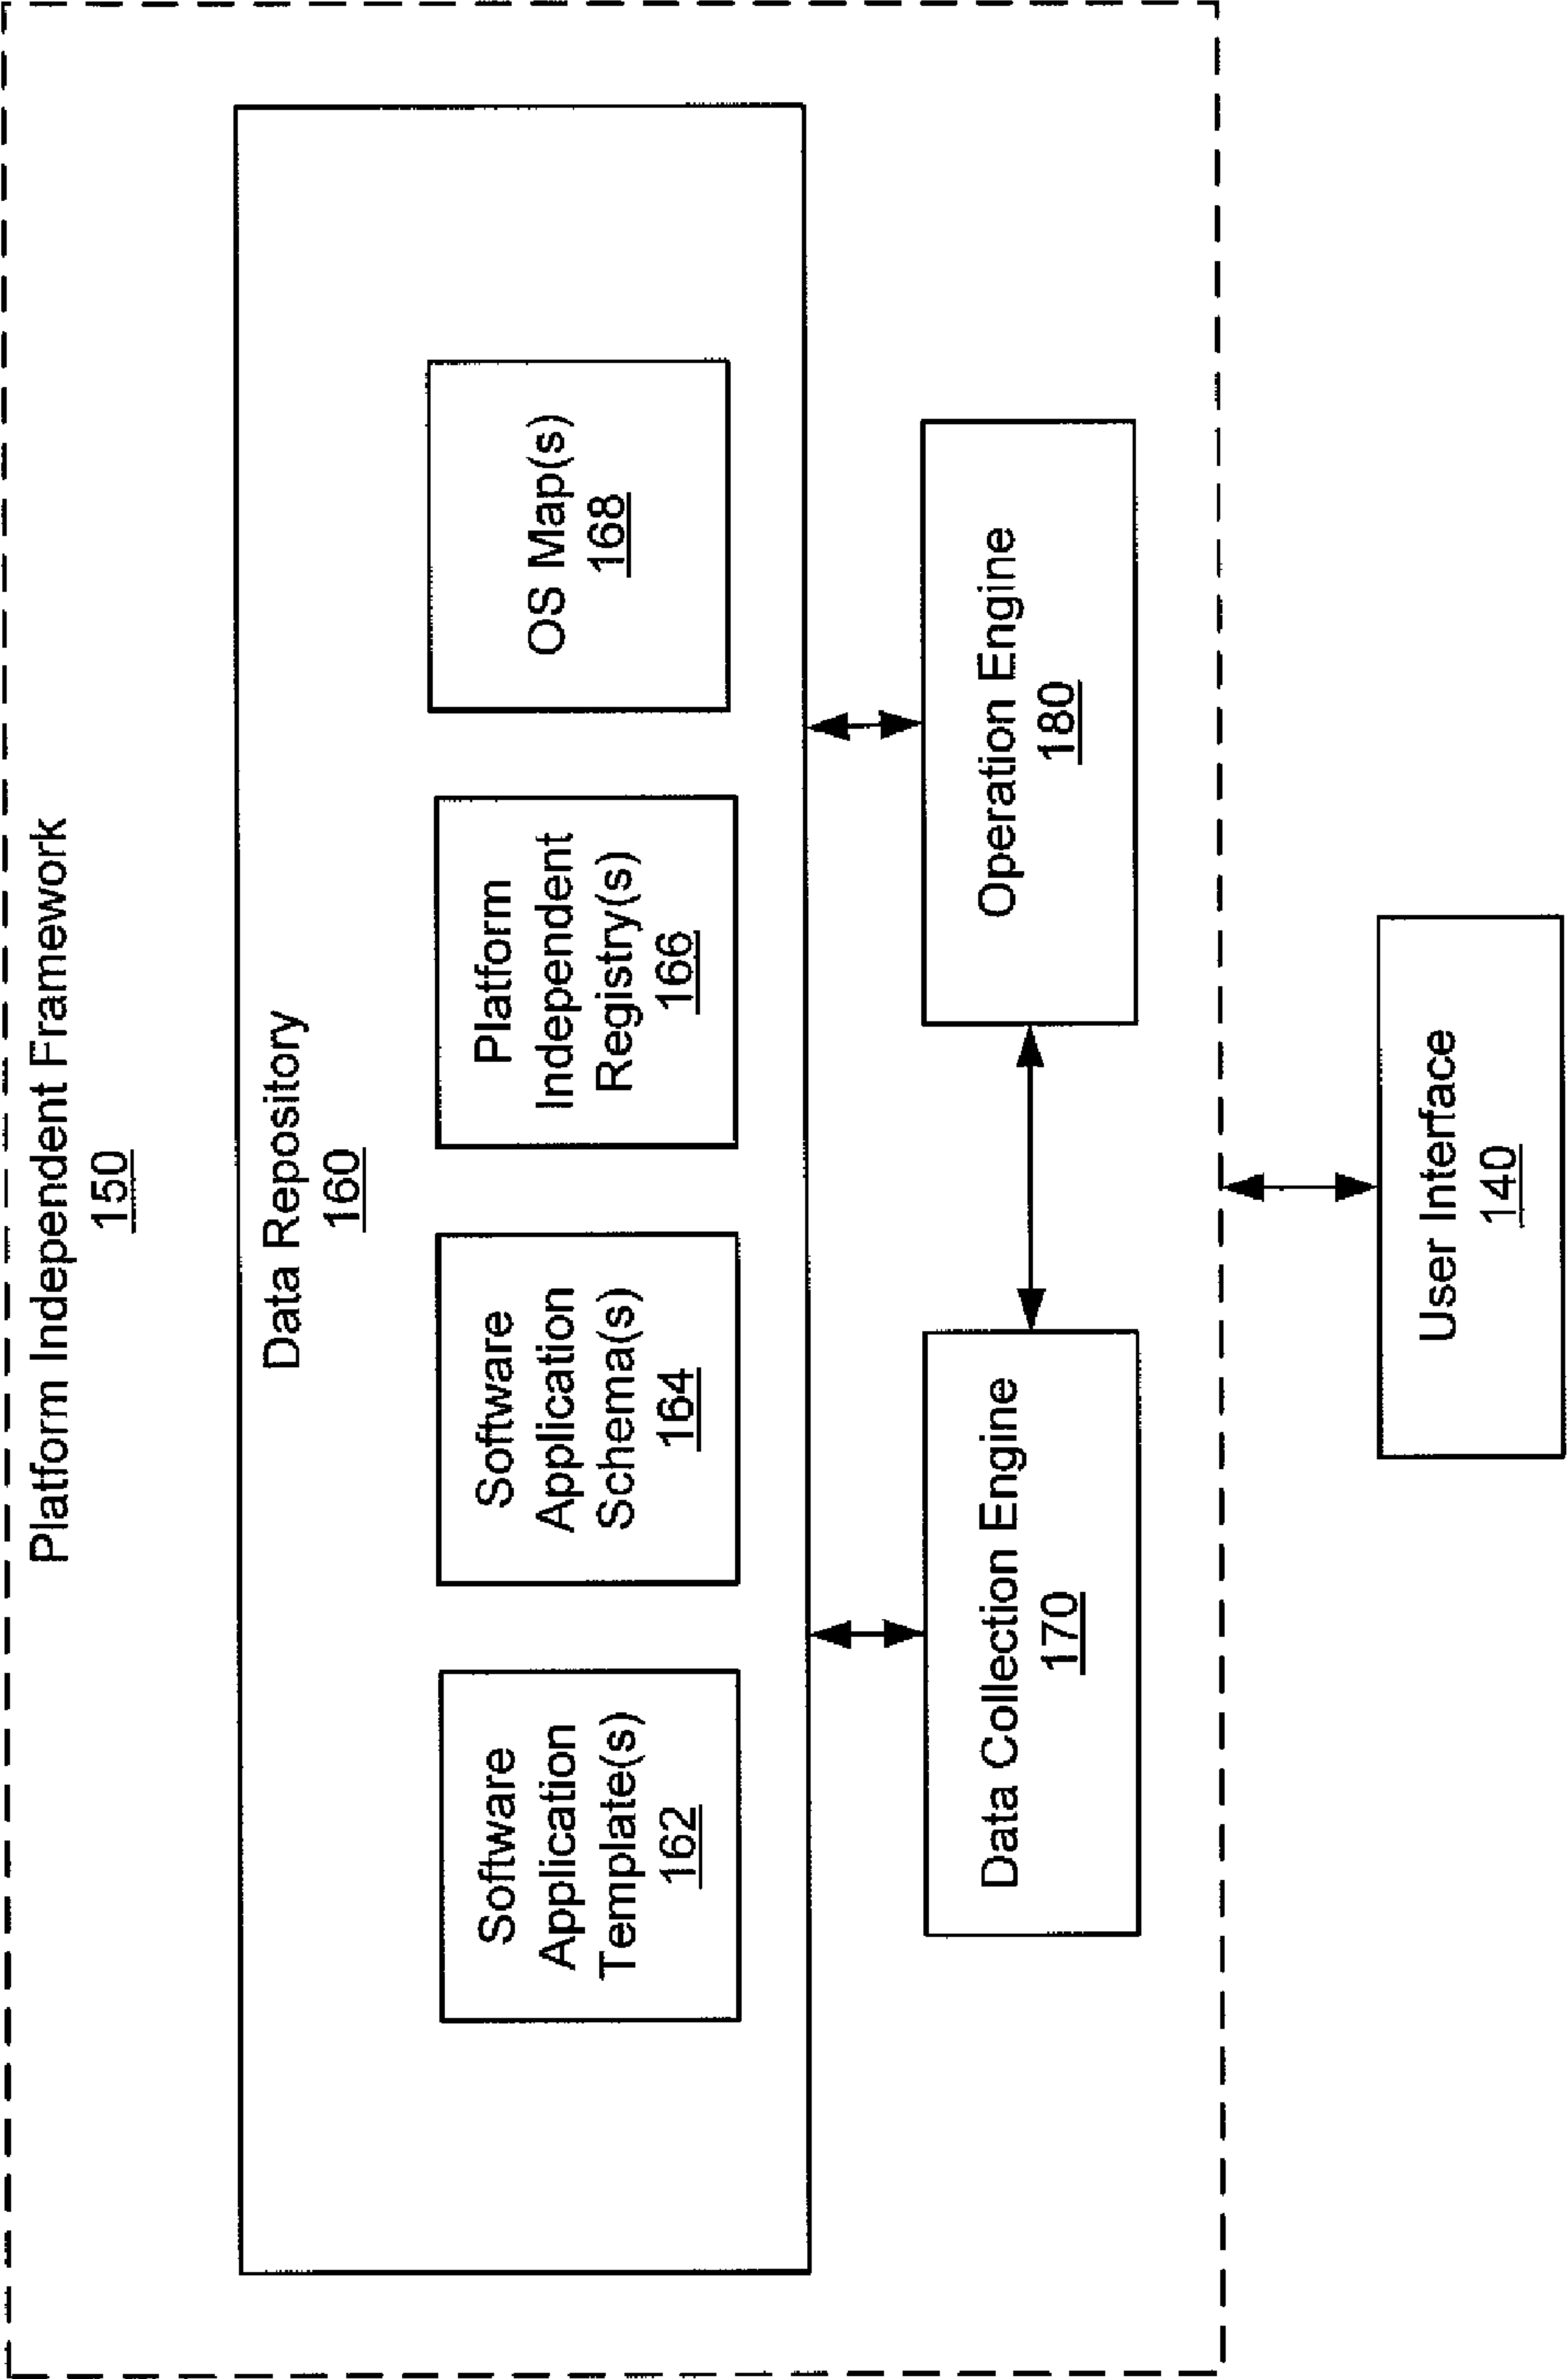 Platform Independent Framework
150
Data Repository
160
Software
Application
Template(s)
162
Software
Application
Schema(s)
164
Platform
Independent
Registry(s)
166
OS Map(s)
168
Data Collection Engine
170
Operation Engine
180
User Interface
140